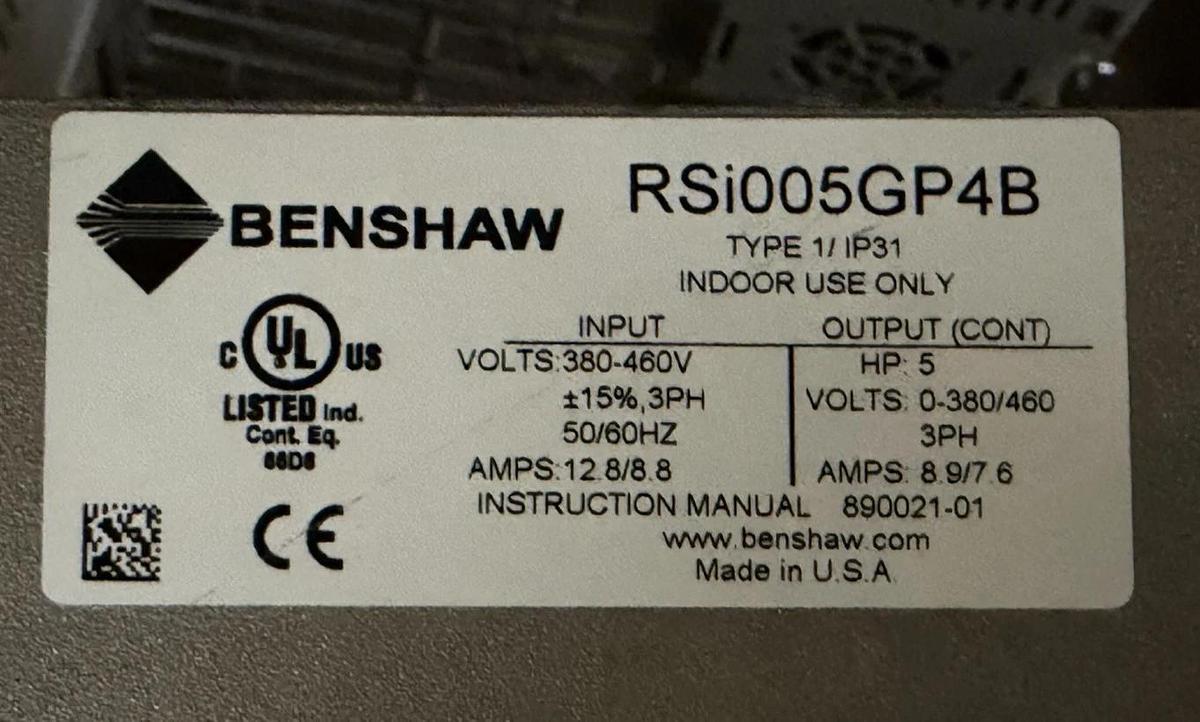 BENSHAW
RSi005GP4B
TYPE 1/ IP31
INDOOR USE ONLY
C UL US
LISTED Ind.
Cont. Eq.
66D6
CE
INPUT
VOLTS:380-460V
±15%,3PH
50/60HZ
AMPS:12.8/8.8
OUTPUT (CONT)
HP: 5
VOLTS: 0-380/460
3PH
AMPS: 8.9/7.6
INSTRUCTION MANUAL 890021-01
www.benshaw.com
Made in U.S.A.